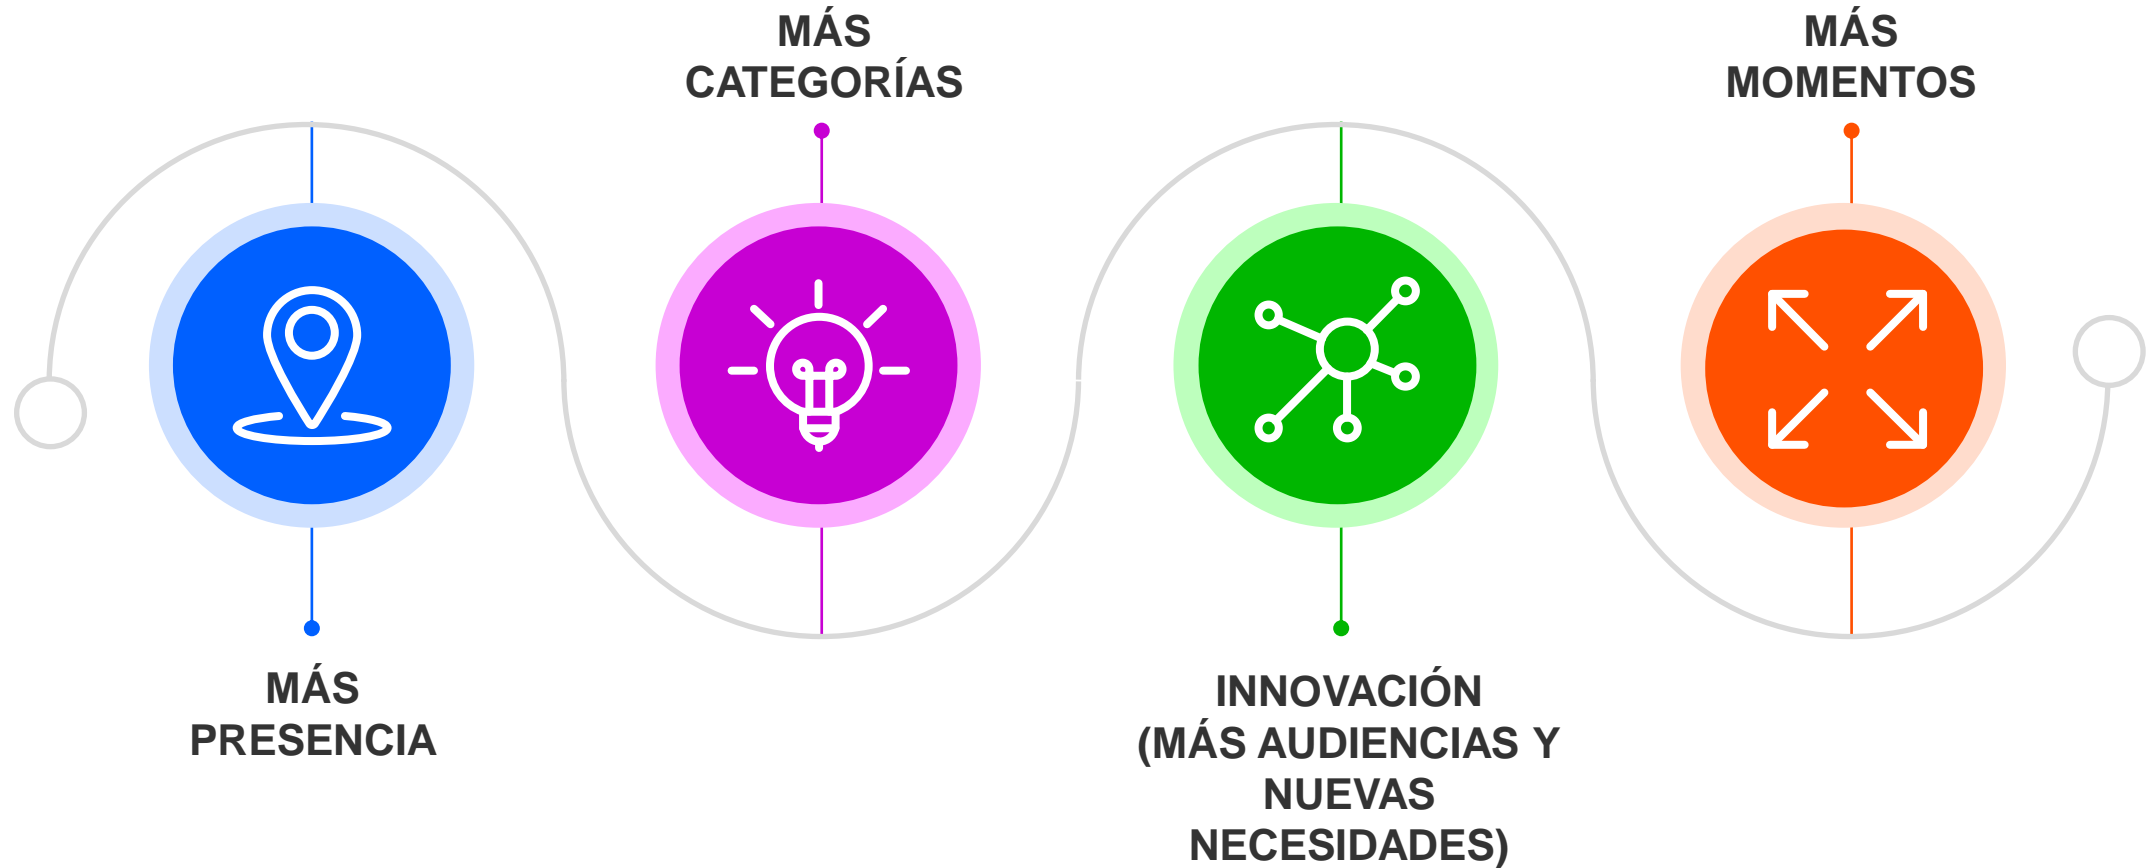 MÁS
PRESENCIA
MÁS
CATEGORÍAS
INNOVACIÓN
(MÁS AUDIENCIAS Y
NUEVAS
NECESIDADES)
MÁS
MOMENTOS